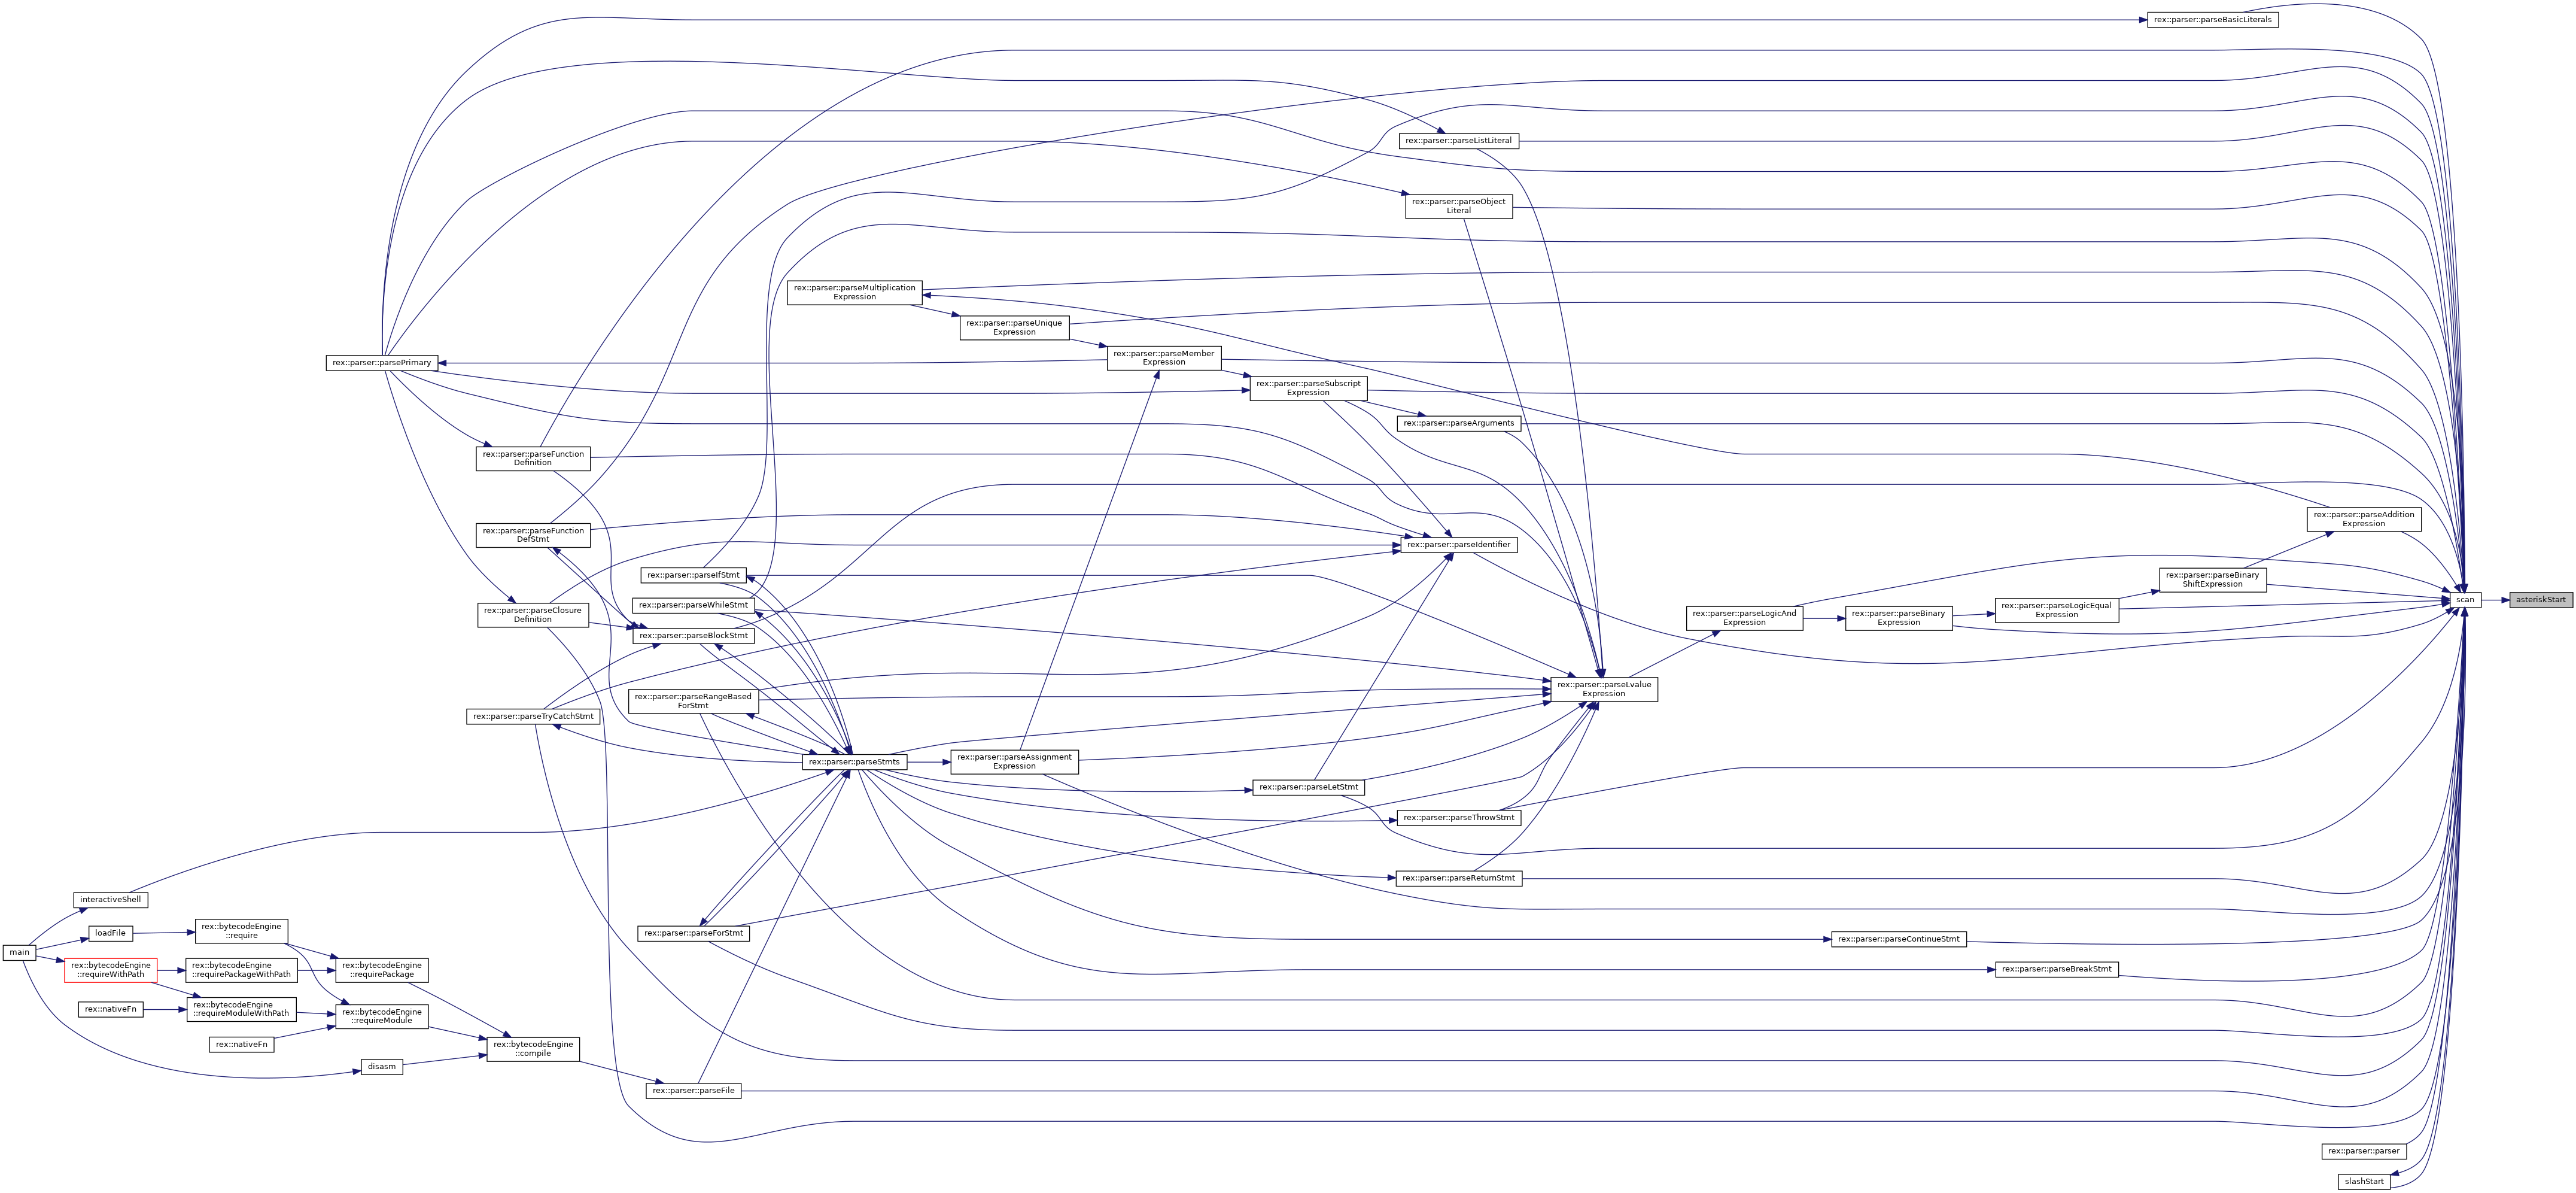 rex::parser::parseBasicLiterals
rex::parser::parseListLiteral
rex::parser::parseObject
Literal
rex::parser::parseMultiplication
Expression
rex::parser::parseUnique
Expression
rex::parser::parseMember
Expression
rex::parser::parsePrimary
rex::parser::parseSubscript
Expression
rex::parser::parseArguments
rex::parser::parseFunction
Definition
rex::parser::parseAddition
Expression
rex::parser::parseFunction
DefStmt
rex::parser::parseIdentifier
rex::parser::parseIfStmt
rex::parser::parseBinary
ShiftExpression
scan
asteriskStart
rex::parser::parseWhileStmt
rex::parser::parseLogicEqual
Expression
rex::parser::parseClosure
Definition
rex::parser::parseLogicAnd
Expression
rex::parser::parseBinary
Expression
rex::parser::parseBlockStmt
rex::parser::parseLvalue
Expression
rex::parser::parseRangeBased
ForStmt
rex::parser::parseTryCatchStmt
rex::parser::parseStmts
rex::parser::parseAssignment
Expression
rex::parser::parseLetStmt
rex::parser::parseThrowStmt
rex::parser::parseReturnStmt
interactiveShell
loadFile
rex::bytecodeEngine
::require
rex::parser::parseForStmt
rex::parser::parseContinueStmt
main
rex::bytecodeEngine
::requireWithPath
rex::bytecodeEngine
::requirePackageWithPath
rex::bytecodeEngine
::requirePackage
rex::parser::parseBreakStmt
rex::nativeFn
rex::bytecodeEngine
::requireModuleWithPath
rex::bytecodeEngine
::requireModule
rex::nativeFn
rex::bytecodeEngine
::compile
disasm
rex::parser::parseFile
rex::parser::parser
slashStart